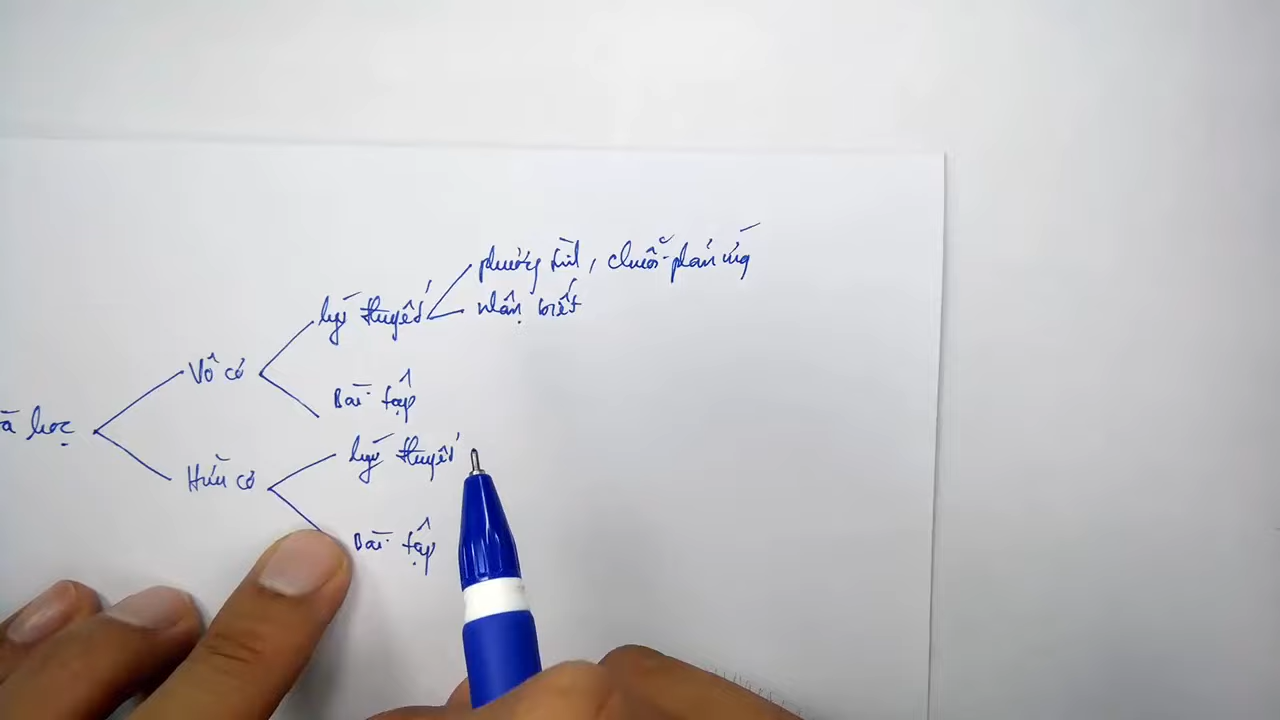 phương trình, chuỗi phản ứng
lý thuyết
nhận biết
Vô cơ
Bài tập
học
lý thuyết
Hữu cơ
Bài tập